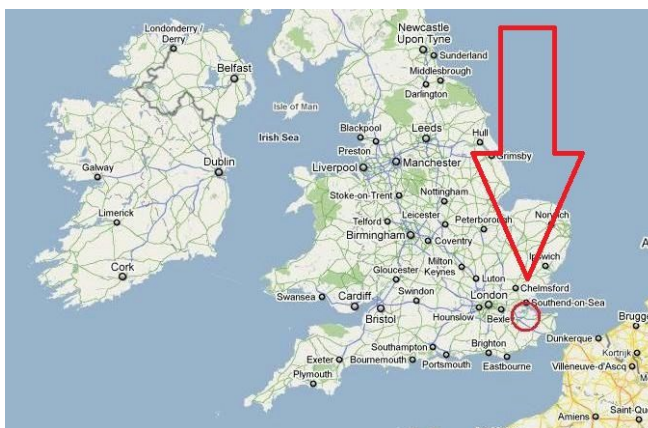 Newcastle
Upon Tyne
Londonderry /
Derry
Sunderland
Belfast
Middlesbrough
Darlington
Isle of Man
Irish Sea
Blackpool
Leeds
Hull
Preston
Grimsby
Dublin
Liverpool
Manchester
Galway
Stoke-on-Trent
Nottingham
Limerick
Telford
Leicester
Peterborough
Norwich
Birmingham
Coventry
Cork
Milton
Keynes
Ipswich
Gloucester
Luton
Chelmsford
Swansea
Cardiff
Swindon
London
Southend-on-Sea
Bristol
Hounslow
Bexley
Brugg
Southampton
Brighton
Dunkerque
Exeter
Bournemouth
Portsmouth
Eastbourne
Kortrijk
Villeneuve-d'Ascq
Plymouth
Amiens
Saint-Qu